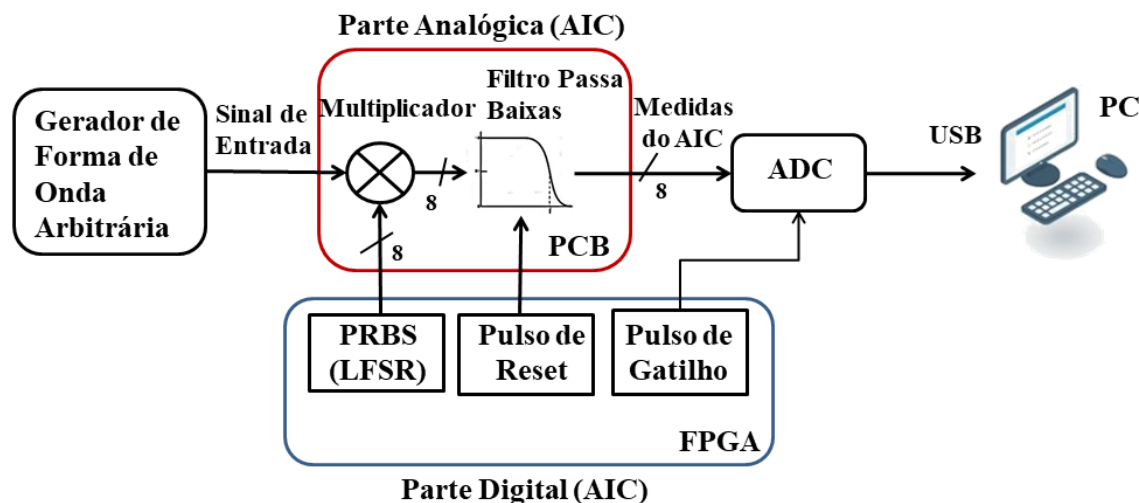 Parte Analógica (AIC)
Gerador de
Forma de
Onda
Arbitrária
Sinal de
Entrada
Multiplicador
Filtro Passa
Baixas
8
8
PCB
Medidas
do AIC
8
ADC
USB
PC
PRBS
(LFSR)
Pulso de
Reset
Pulso de
Gatilho
FPGA
Parte Digital (AIC)